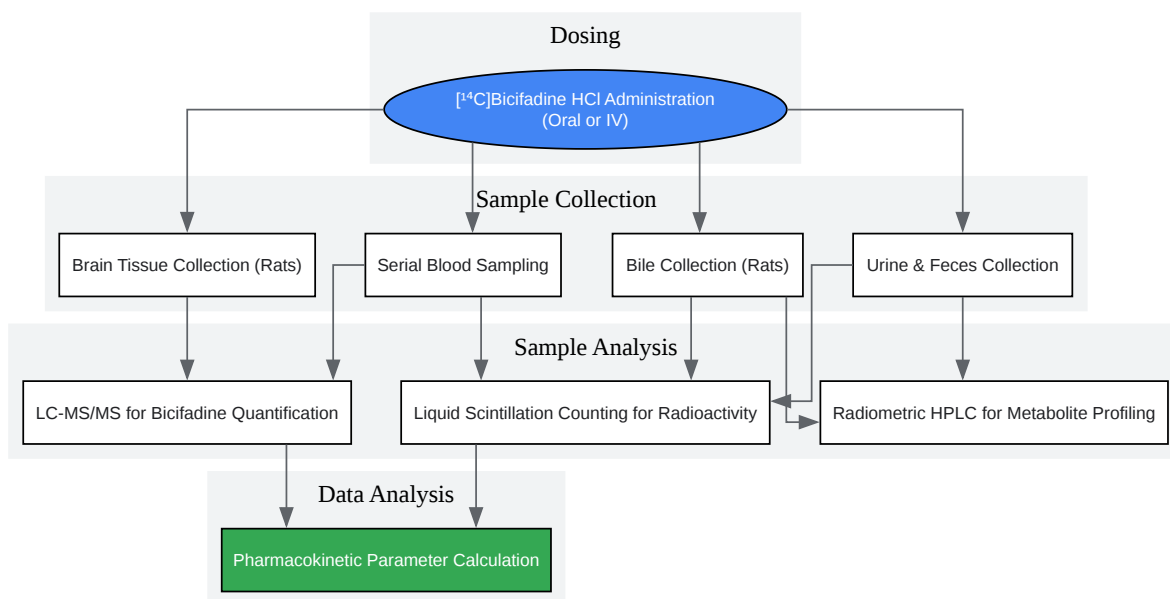 Dosing
[¹⁴C]Bicifadine HCl Administration
(Oral or IV)
Sample Collection
Brain Tissue Collection (Rats)
Serial Blood Sampling
Bile Collection (Rats)
Urine & Feces Collection
Sample Analysis
LC-MS/MS for Bicifadine Quantification
Liquid Scintillation Counting for Radioactivity
Radiometric HPLC for Metabolite Profiling
Data Analysis
Pharmacokinetic Parameter Calculation